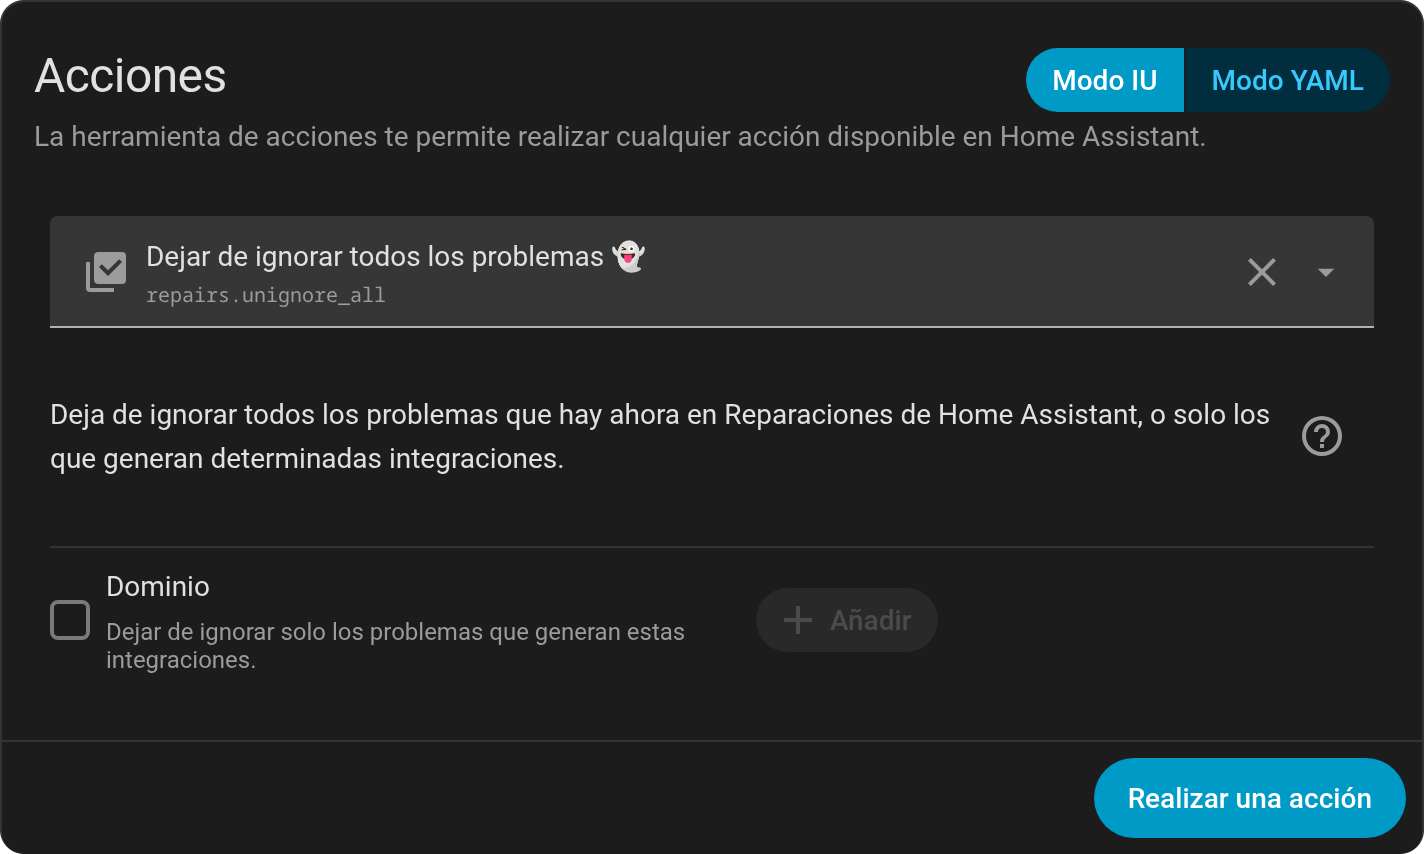 Acciones
Modo IU
Modo YAML
La herramienta de acciones te permite realizar cualquier acción disponible en Home Assistant.
Dejar de ignorar todos los problemas 👻
repairs.unignore_all
Deja de ignorar todos los problemas que hay ahora en Reparaciones de Home Assistant, o solo los
que generan determinadas integraciones.
Dominio
Dejar de ignorar solo los problemas que generan estas
integraciones.
Añadir
Realizar una acción